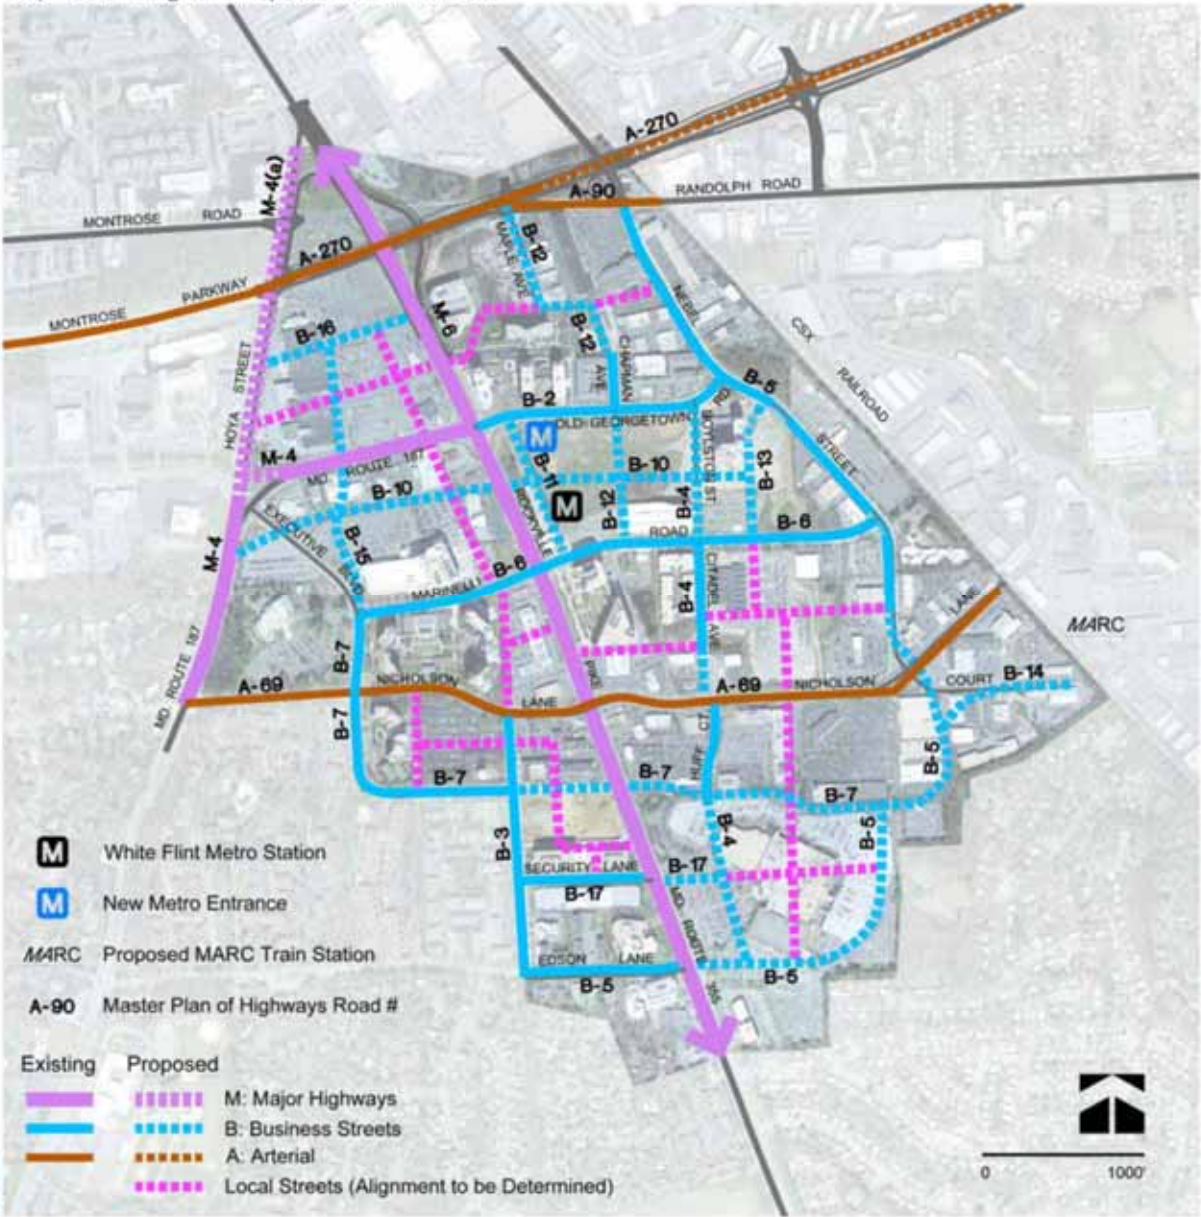 A-270
A-90
RANDOLPH ROAD
M-4(a)
MONTROSE ROAD
B-12
MAPLE AVE
A-270
PARKWAY
MONTROSE
NEBEL
M-6
B-16
B-12
CSX
RAILROAD
HOYA STREET
CHAPMAN
AVE
B-5
B-2
OLD GEORGETOWN
RD
BOYLSTON ST.
STREET
M
M-4
MD ROUTE 187
B-11
B-10
B-13
B-10
M
B-12
B-4
ROCKVILLE
EXECUTIVE
BLVD
B-15
ROAD
B-6
M-4
B-6
MARINELLI
B-4
CITADEL
AVE
LANE
MARC
B-7
PIKE
MD ROUTE 187
A-69
NICHOLSON
LANE
A-69
NICHOLSON
COURT
B-14
B-7
HUFF CT
B-5
B-7
B-7
B-7
B-3
B-4
B-5
SECURITY LANE
B-17
B-17
MD ROUTE
355
EDSON LANE
B-5
B-5
M White Flint Metro Station
M New Metro Entrance
MARC Proposed MARC Train Station
A-90 Master Plan of Highways Road #
Existing Proposed
M: Major Highways
B: Business Streets
A: Arterial
Local Streets (Alignment to be Determined)
0 1000'